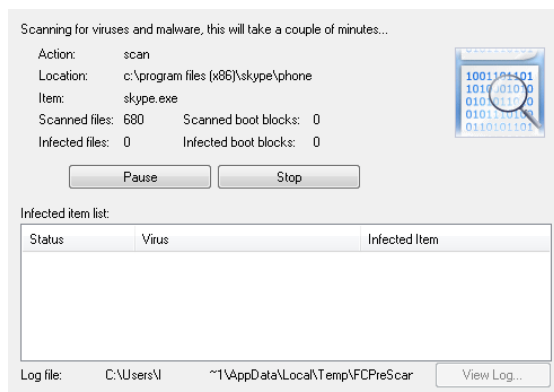 Scanning for viruses and malware, this will take a couple of minutes...
Action: scan
Location: c:\program files (x86)\skype\phone
Item: skype.exe
Scanned files: 680 Scanned boot blocks: 0
Infected files: 0 Infected boot blocks: 0
1001101101
Pause Stop
Infected item list:
Status Virus Infected Item
Log file: C:\Users\I ~1\AppData\Local\Temp\FCPreScar View Log...